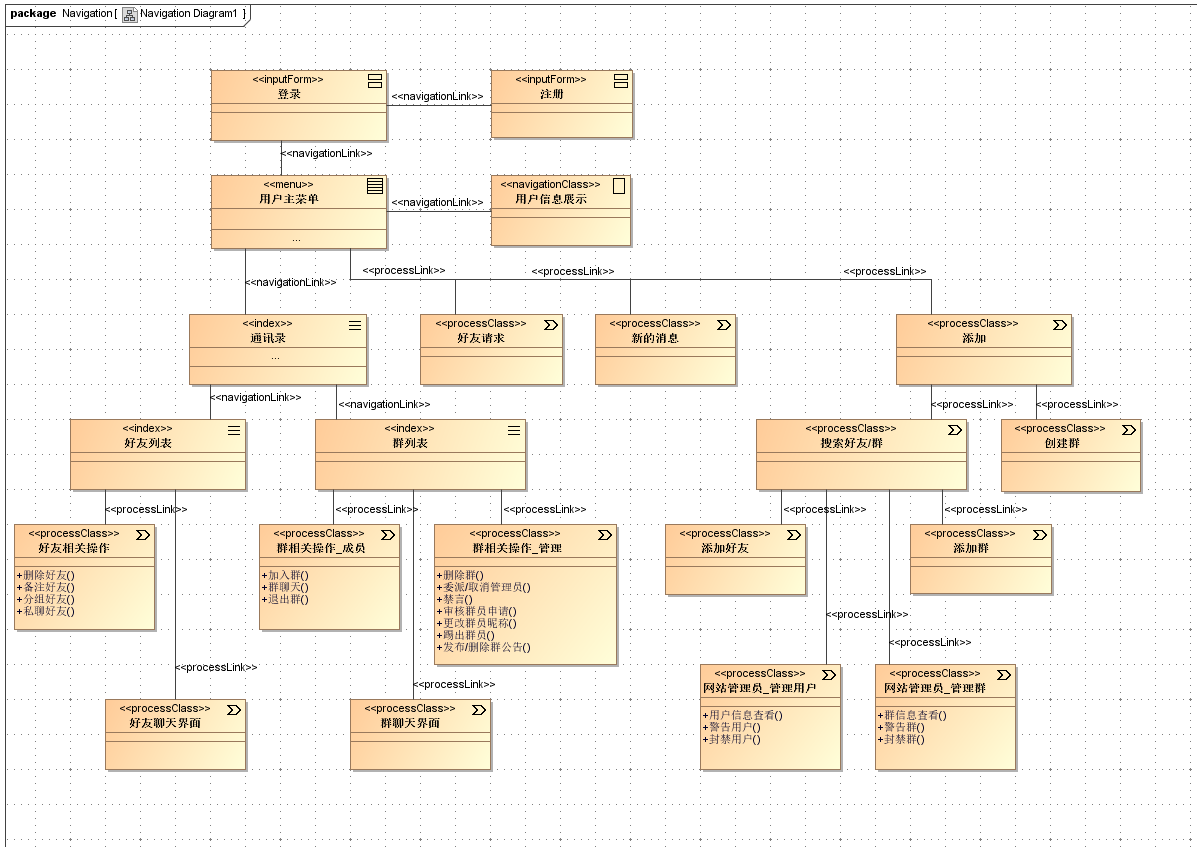 package Navigation [ Navigation Diagram1 ]
<<inputForm>>
登录
<<navigationLink>>
<<inputForm>>
注册
<<navigationLink>>
<<menu>>
用户主菜单
...
<<navigationLink>>
<<navigationClass>>
用户信息展示
<<navigationLink>>
<<processLink>>
<<processLink>>
<<processLink>>
<<index>>
通讯录
...
<<processClass>>
好友请求
<<processClass>>
新的消息
<<processClass>>
添加
<<navigationLink>>
<<navigationLink>>
<<processLink>>
<<processLink>>
<<index>>
好友列表
<<index>>
群列表
<<processClass>>
搜索好友/群
<<processClass>>
创建群
<<processLink>>
<<processLink>>
<<processLink>>
<<processLink>>
<<processLink>>
<<processClass>>
好友相关操作
+删除好友()
+备注好友()
+分组好友()
+私聊好友()
<<processClass>>
群相关操作_成员
+加入群()
+群聊天()
+退出群()
<<processClass>>
群相关操作_管理
+删除群()
+委派/取消管理员()
+禁言()
+审核群员申请()
+更改群员昵称()
+踢出群员()
+发布/删除群公告()
<<processClass>>
添加好友
<<processClass>>
添加群
<<processLink>>
<<processLink>>
<<processLink>>
<<processLink>>
<<processClass>>
好友聊天界面
<<processClass>>
群聊天界面
<<processClass>>
网站管理员_管理用户
+用户信息查看()
+警告用户()
+封禁用户()
<<processClass>>
网站管理员_管理群
+群信息查看()
+警告群()
+封禁群()